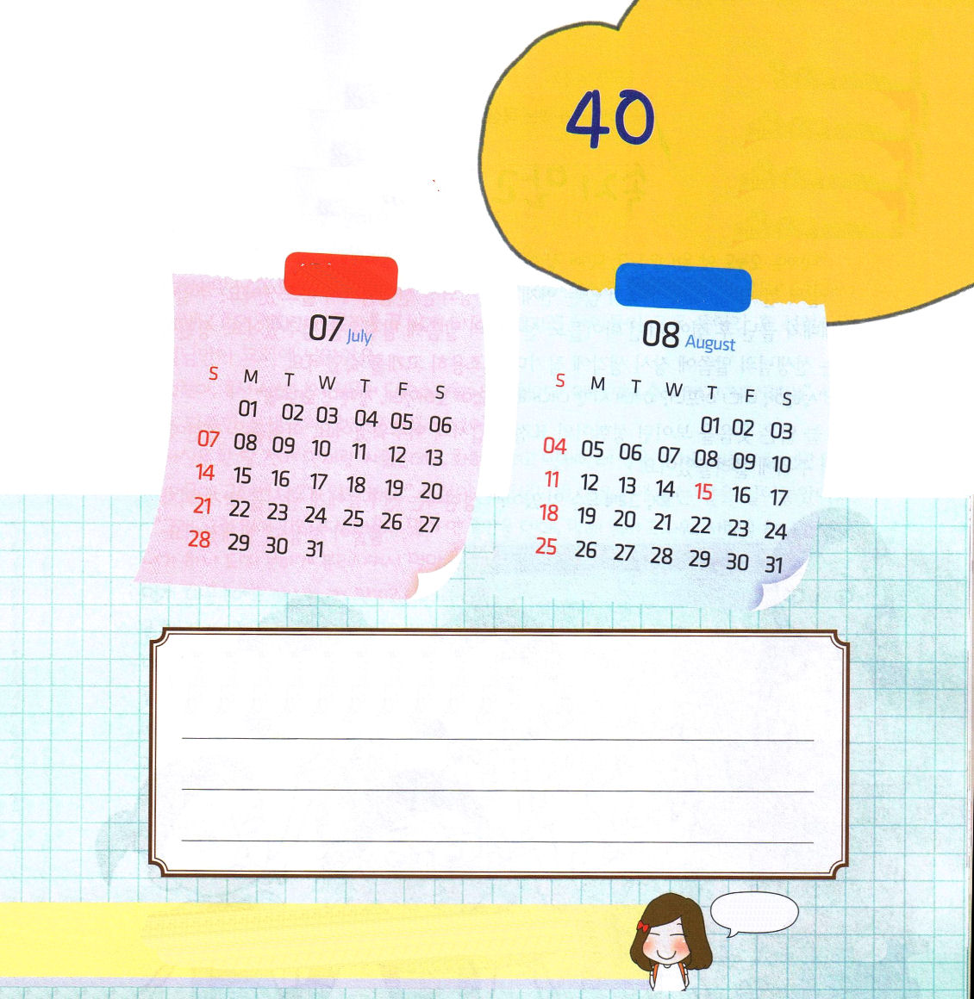 40
07 July
S M T W T F S
01 02 03 04 05 06
07 08 09 10 11 12 13
14 15 16 17 18 19 20
21 22 23 24 25 26 27
28 29 30 31
08 August
S M T W T F S
01 02 03
04 05 06 07 08 09 10
11 12 13 14 15 16 17
18 19 20 21 22 23 24
25 26 27 28 29 30 31